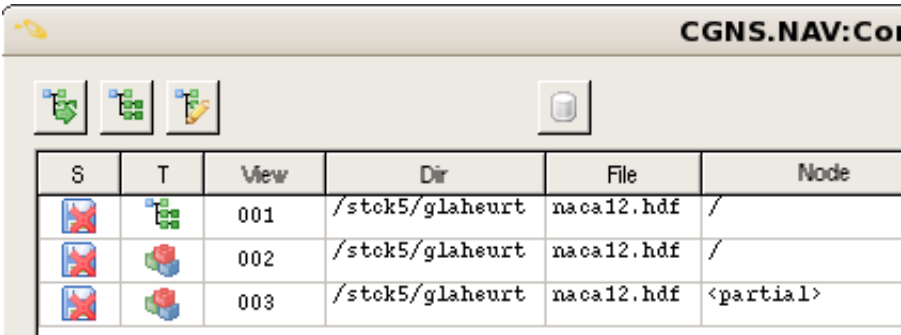 CGNS.NAV:Co
S T View Dir File Node
001 /stck5/glaheurt naca12.hdf /
002 /stck5/glaheurt naca12.hdf /
003 /stck5/glaheurt naca12.hdf <partial>